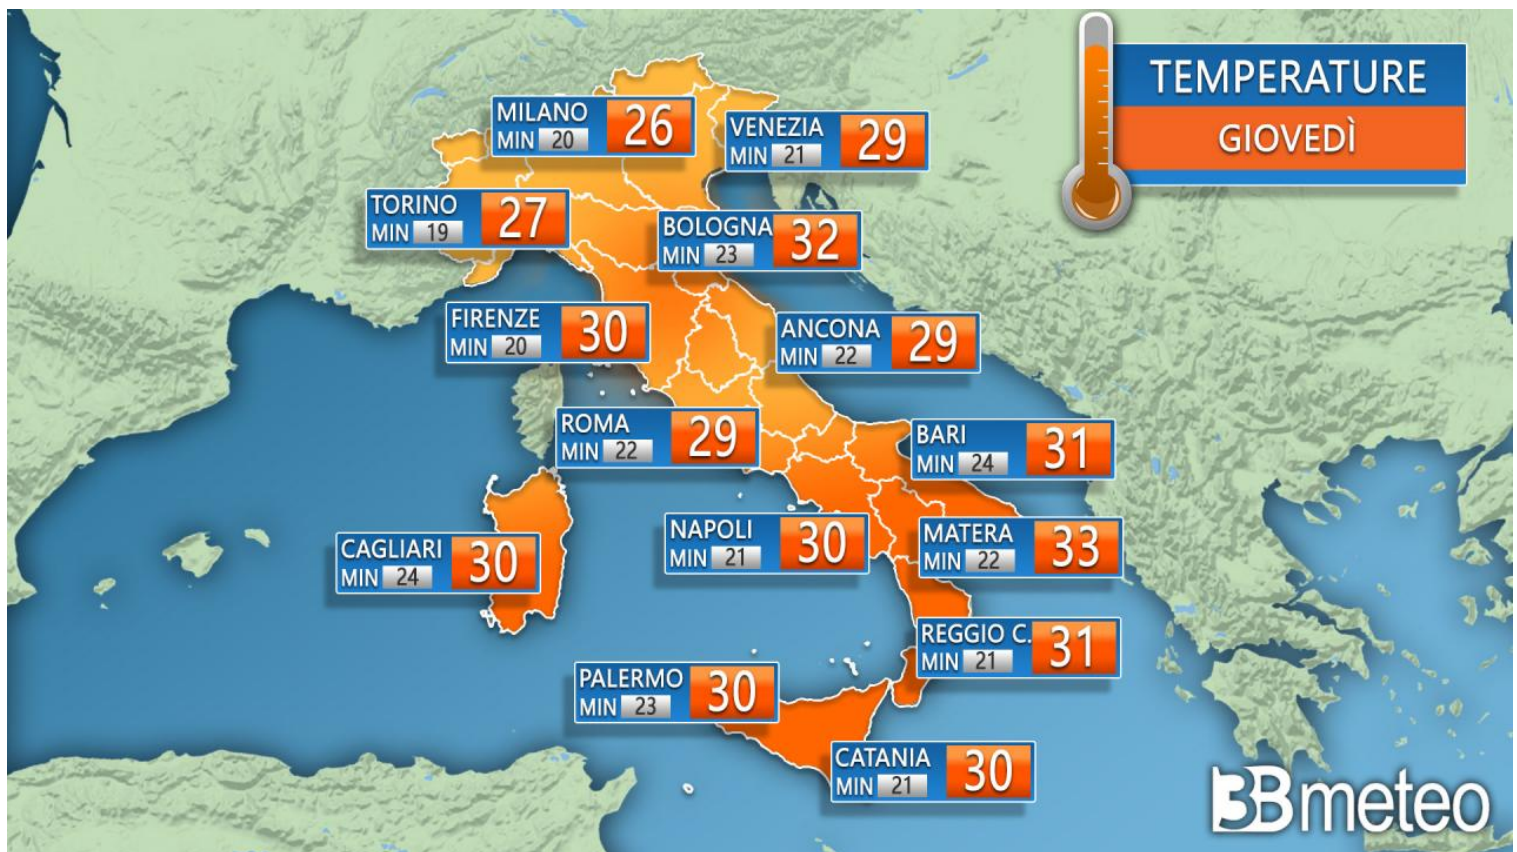 TEMPERATURE
GIOVEDÌ
MILANO
MIN 20
26
VENEZIA
MIN 21
29
TORINO
MIN 19
27
BOLOGNA
MIN 23
32
FIRENZE
MIN 20
30
ANCONA
MIN 22
29
ROMA
MIN 22
29
BARI
MIN 24
31
CAGLIARI
MIN 24
30
NAPOLI
MIN 21
30
MATERA
MIN 22
33
REGGIO C.
MIN 21
31
PALERMO
MIN 23
30
CATANIA
MIN 21
30
3Bmeteo